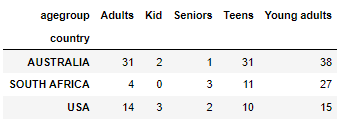 agegroup Adults Kid Seniors Teens Young adults
country
AUSTRALIA 31 2 1 31 38
SOUTH AFRICA 4 0 3 11 27
USA 14 3 2 10 15